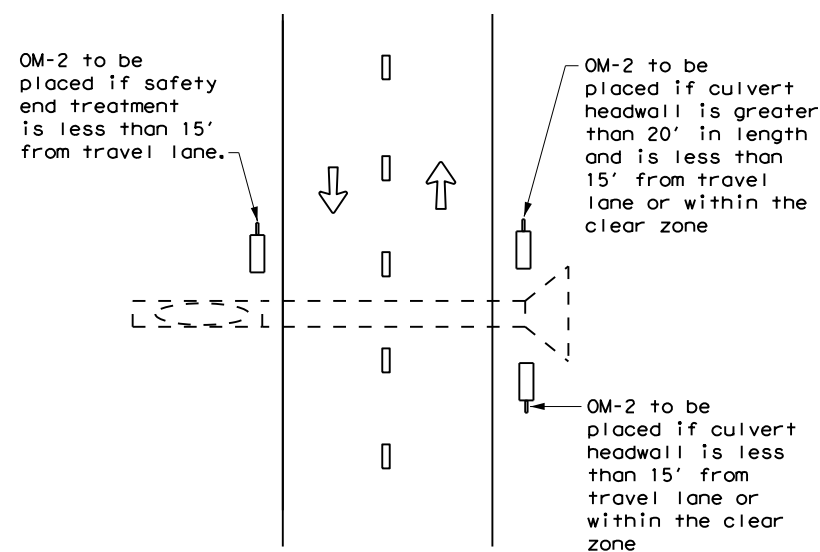 OM-2 to be
placed if safety
end treatment
is less than 15'
from travel lane.
OM-2 to be
placed if culvert
headwall is greater
than 20' in length
and is less than
15' from travel
lane or within the
clear zone
OM-2 to be
placed if culvert
headwall is less
than 15' from
travel lane or
within the clear
zone